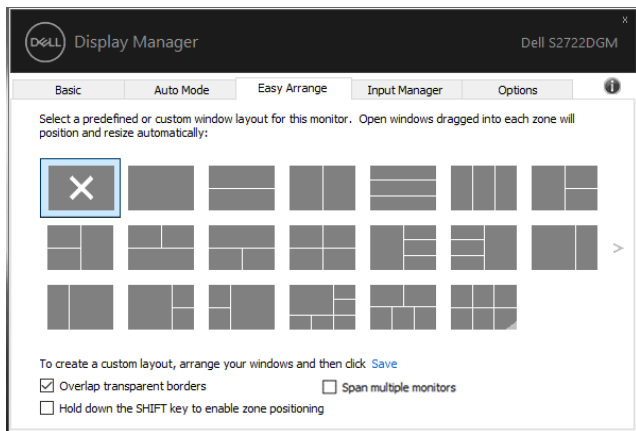 x
DELL Display Manager Dell S2722DGM
Basic Auto Mode Easy Arrange Input Manager Options i
Select a predefined or custom window layout for this monitor. Open windows dragged into each zone will
position and resize automatically:
>
To create a custom layout, arrange your windows and then click Save
Overlap transparent borders Span multiple monitors
Hold down the SHIFT key to enable zone positioning